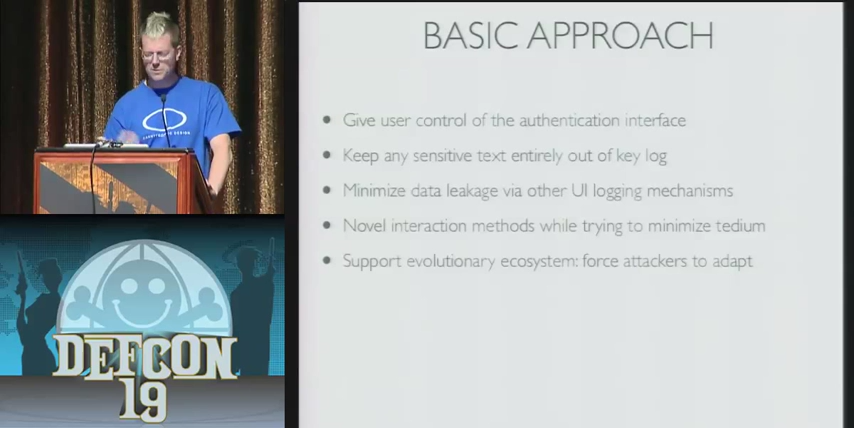 BASIC APPROACH
Give user control of the authentication interface
Keep any sensitive text entirely out of key log
Minimize data leakage via other UI logging mechanisms
Novel interaction methods while trying to minimize tedium
Support evolutionary ecosystem: force attackers to adapt
DEFCON
19